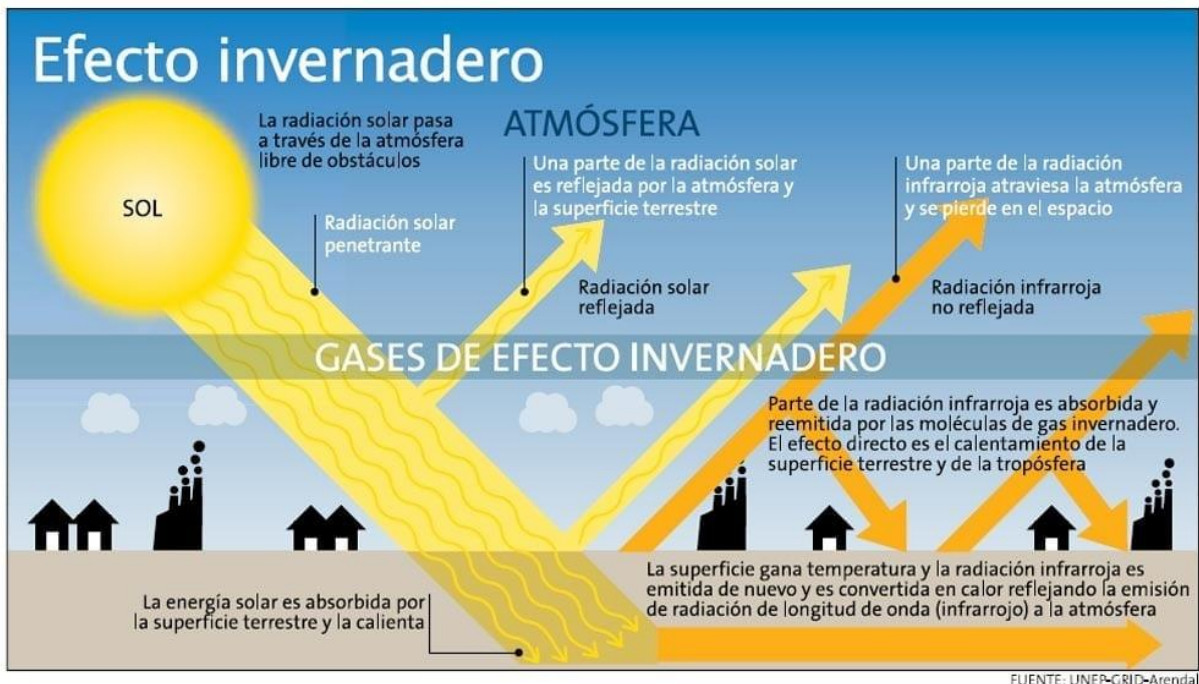 Efecto invernadero
SOL
La radiación solar pasa
a través de la atmósfera
libre de obstáculos
Radiación solar
penetrante
ATMÓSFERA
Una parte de la radiación solar
es reflejada por la atmósfera y
la superficie terrestre
Radiación solar
reflejada
Una parte de la radiación
infrarroja atraviesa la atmósfera
y se pierde en el espacio
Radiación infrarroja
no reflejada
GASES DE EFECTO INVERNADERO
Parte de la radiación infrarroja es absorbida y
reemitida por las moléculas de gas invernadero.
El efecto directo es el calentamiento de la
superficie terrestre y de la tropósfera
La energía solar es absorbida por
la superficie terrestre y la calienta
La superficie gana temperatura y la radiación infrarroja es
emitida de nuevo y es convertida en calor reflejando la emisión
de radiación de longitud de onda (infrarrojo) a la atmósfera
FUENTE: UNEP-GRID-Arendal